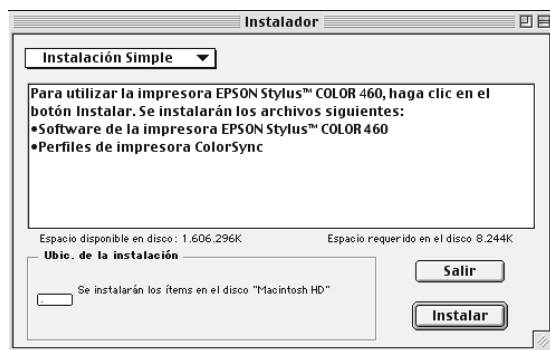 Instalador
Instalación Simple
Para utilizar la impresora EPSON Stylus™ COLOR 460, haga clic en el
botón Instalar. Se instalarán los archivos siguientes:
•Software de la impresora EPSON Stylus™ COLOR 460
•Perfiles de impresora ColorSync
Espacio disponible en disco: 1.606.296K
Espacio requerido en el disco 8.244K
Ubic. de la instalación
Se instalarán los ítems en el disco "Macintosh HD"
Salir
Instalar